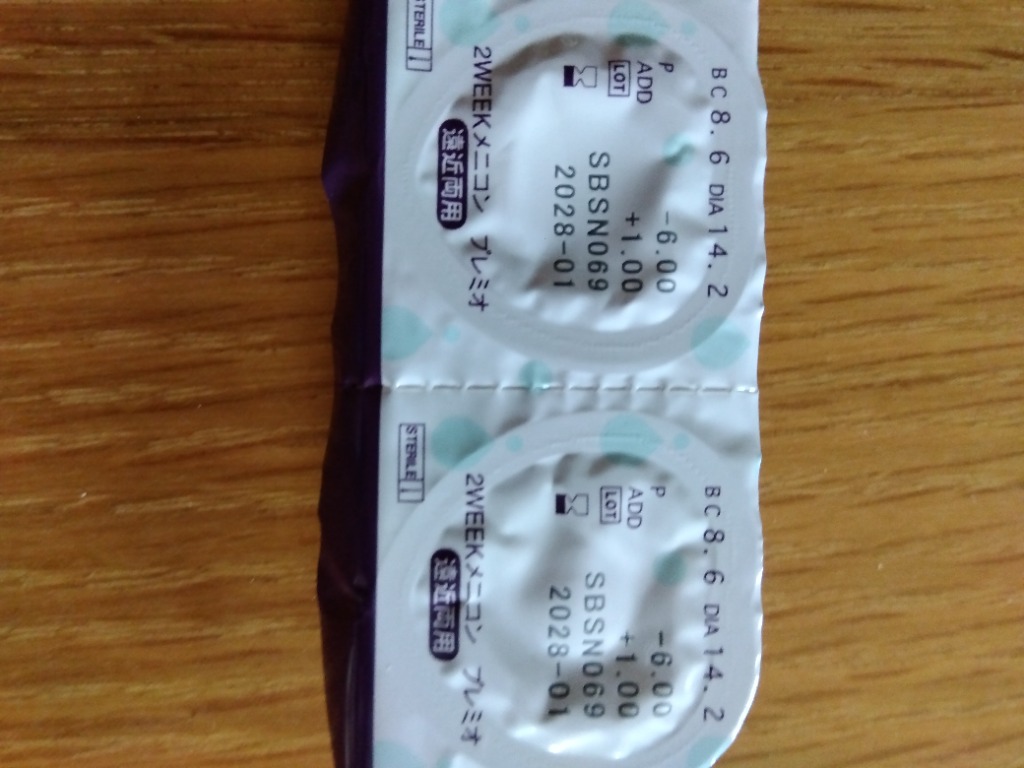 BC 8.6 DIA 14.2
P -6.00
ADD +1.00
LOT SBSN069
2028-01
2WEEKメニコン プレミオ
遠近両用
STERILE
BC 8.6 DIA 14.2
P -6.00
ADD +1.00
LOT SBSN069
2028-01
2WEEKメニコン プレミオ
遠近両用
STERILE